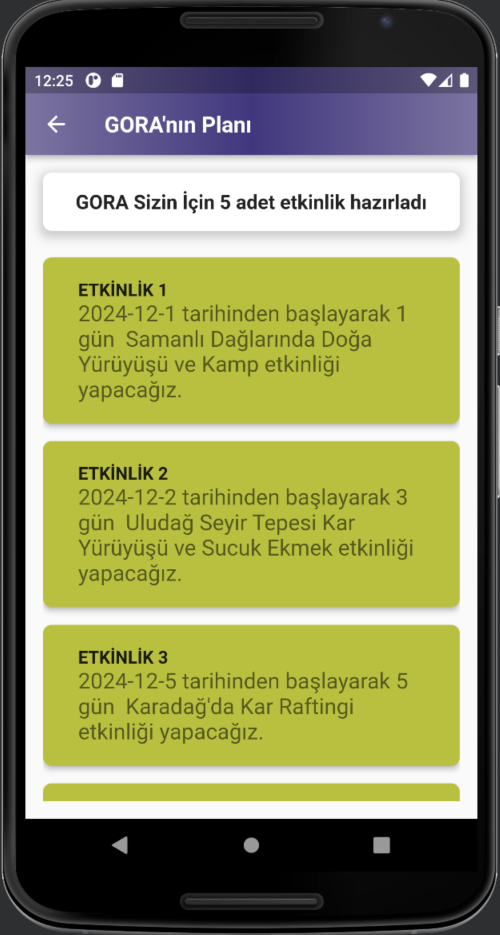 12:25
GORA'nın Planı
GORA Sizin İçin 5 adet etkinlik hazırladı
ETKİNLİK 1
2024-12-1 tarihinden başlayarak 1
gün  Samanlı Dağlarında Doğa
Yürüyüşü ve Kamp etkinliği
yapacağız.
ETKİNLİK 2
2024-12-2 tarihinden başlayarak 3
gün  Uludağ Seyir Tepesi Kar
Yürüyüşü ve Sucuk Ekmek etkinliği
yapacağız.
ETKİNLİK 3
2024-12-5 tarihinden başlayarak 5
gün  Karadağ'da Kar Raftingi
etkinliği yapacağız.